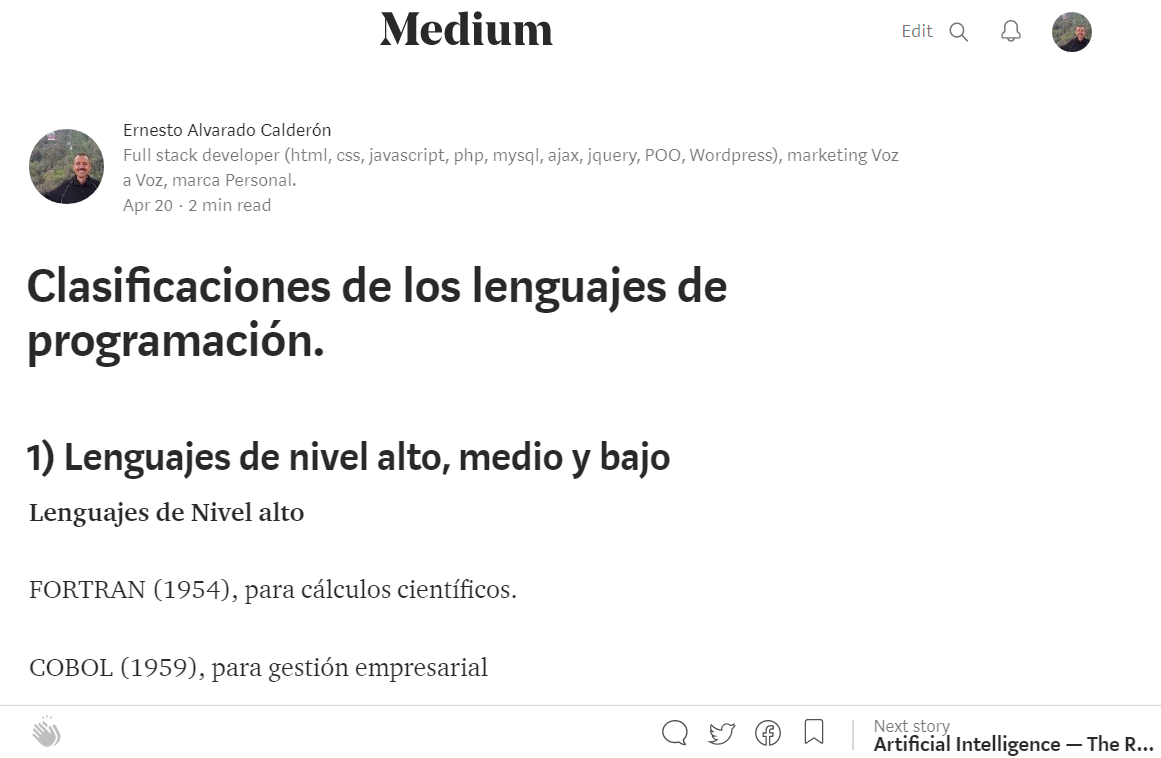 Medium
Edit
Ernesto Alvarado Calderón
Full stack developer (html, css, javascript, php, mysql, ajax, jquery, POO, Wordpress), marketing Voz
a Voz, marca Personal.
Apr 20 · 2 min read
Clasificaciones de los lenguajes de
programación.
1) Lenguajes de nivel alto, medio y bajo
Lenguajes de Nivel alto
FORTRAN (1954), para cálculos científicos.
COBOL (1959), para gestión empresarial
Next story
Artificial Intelligence — The R...